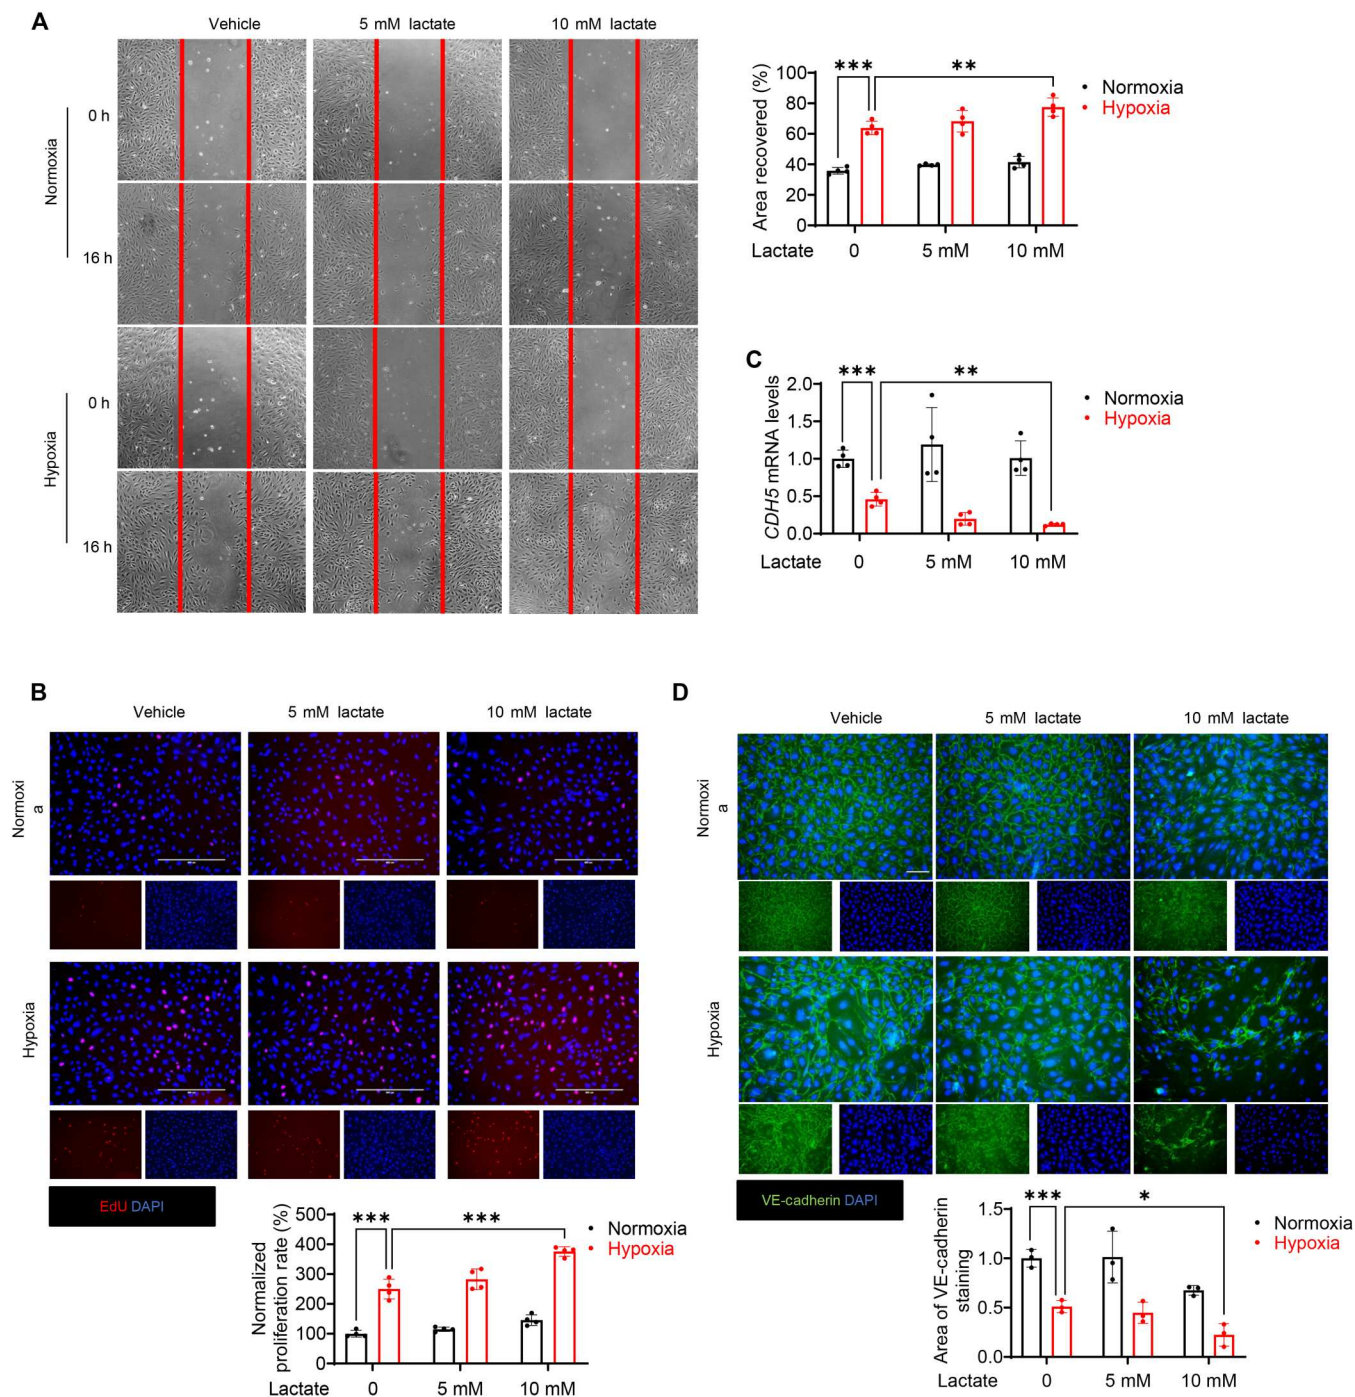 A
Vehicle
5 mM lactate
10 mM lactate
Normoxia
0 h
16 h
Hypoxia
0 h
16 h
Area recovered (%)
100
80
60
40
20
0
***
**
Normoxia
Hypoxia
Lactate
0
5 mM
10 mM
C
CDH5 mRNA levels
2.0
1.5
1.0
0.5
0.0
***
**
Normoxia
Hypoxia
Lactate
0
5 mM
10 mM
B
Vehicle
5 mM lactate
10 mM lactate
Normoxi
a
Hypoxia
EdU DAPI
Normalized
proliferation rate (%)
500
400
300
200
100
0
***
***
Normoxia
Hypoxia
Lactate
0
5 mM
10 mM
D
Vehicle
5 mM lactate
10 mM lactate
Normoxi
a
Hypoxia
VE-cadherin DAPI
Area of VE-cadherin
staining
1.5
1.0
0.5
0.0
***
*
Normoxia
Hypoxia
Lactate
0
5 mM
10 mM